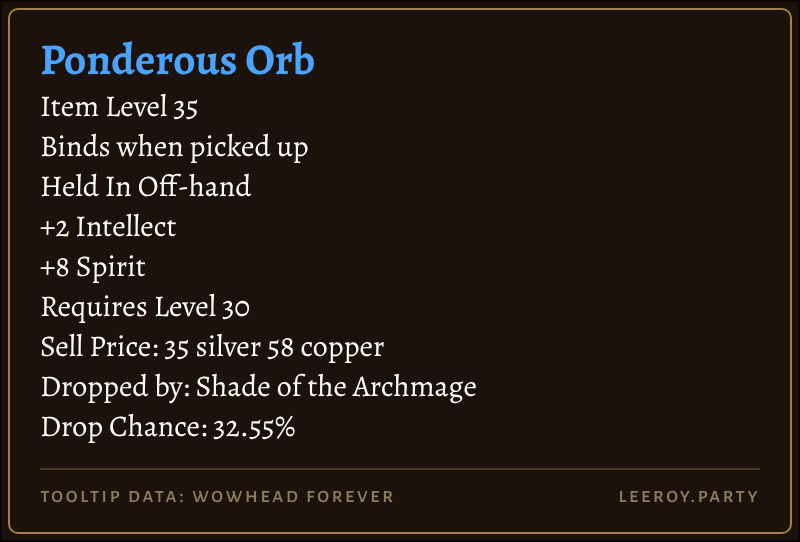 Ponderous Orb
Item Level 35
Binds when picked up
Held In Off-hand
+2 Intellect
+8 Spirit
Requires Level 30
Sell Price: 35 silver 58 copper
Dropped by: Shade of the Archmage
Drop Chance: 32.55%
TOOLTIP DATA: WOWHEAD FOREVER
LEEROY.PARTY